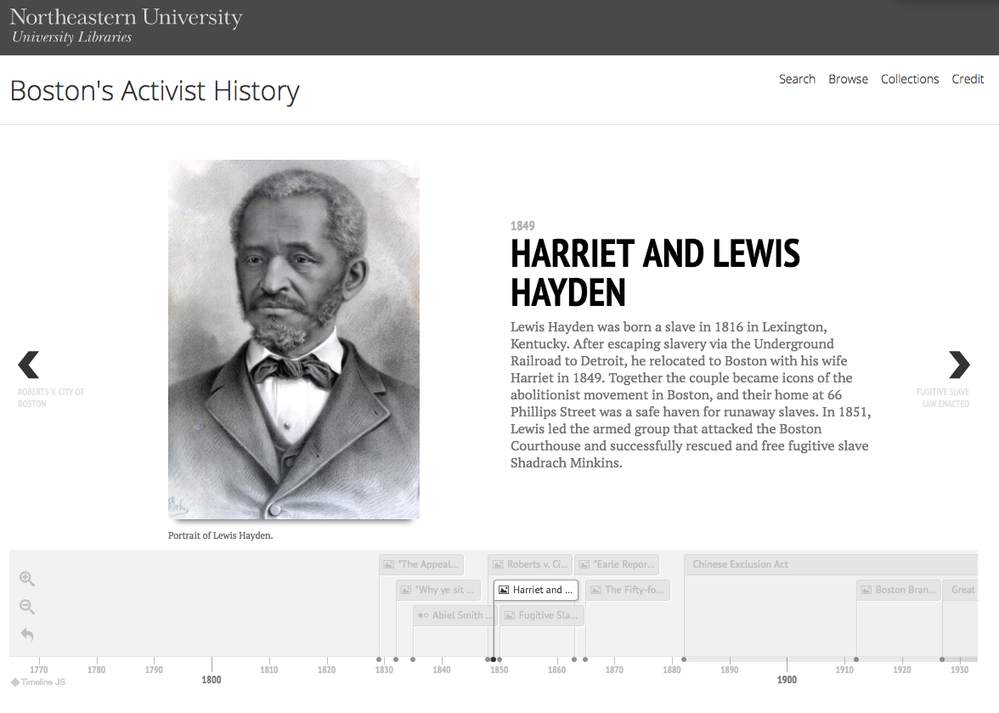 Northeastern University
University Libraries
Boston's Activist History
Search Browse Collections Credit
1849
HARRIET AND LEWIS
HAYDEN
Lewis Hayden was born a slave in 1816 in Lexington,
Kentucky. After escaping slavery via the Underground
Railroad to Detroit, he relocated to Boston with his wife
Harriet in 1849. Together the couple became icons of the
abolitionist movement in Boston, and their home at 66
Phillips Street was a safe haven for runaway slaves. In 1851,
Lewis led the armed group that attacked the Boston
Courthouse and successfully rescued and free fugitive slave
Shadrach Minkins.
ROBERTS V. CITY OF
BOSTON
FUGITIVE SLAVE
LAW ENACTED
Portrait of Lewis Hayden.
"The Appeal... Roberts v. Ci... "Earle Repor... Chinese Exclusion Act
"Why ye sit ... Harriet and ... The Fifty-fo... Boston Bran... Great
Abiel Smith ... Fugitive Sla...
1770 1780 1790 1800 1810 1820 1830 1840 1850 1860 1870 1880 1890 1900 1910 1920 1930
Timeline JS